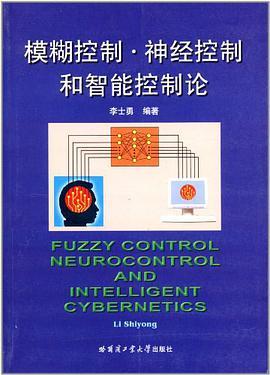 模糊控制·神经控制
和智能控制论
李士勇 编著
FUZZY CONTROL
NEUROCONTROL
AND
INTELLIGENT
CYBERNETICS
Li Shiyong
哈尔滨工业大学出版社